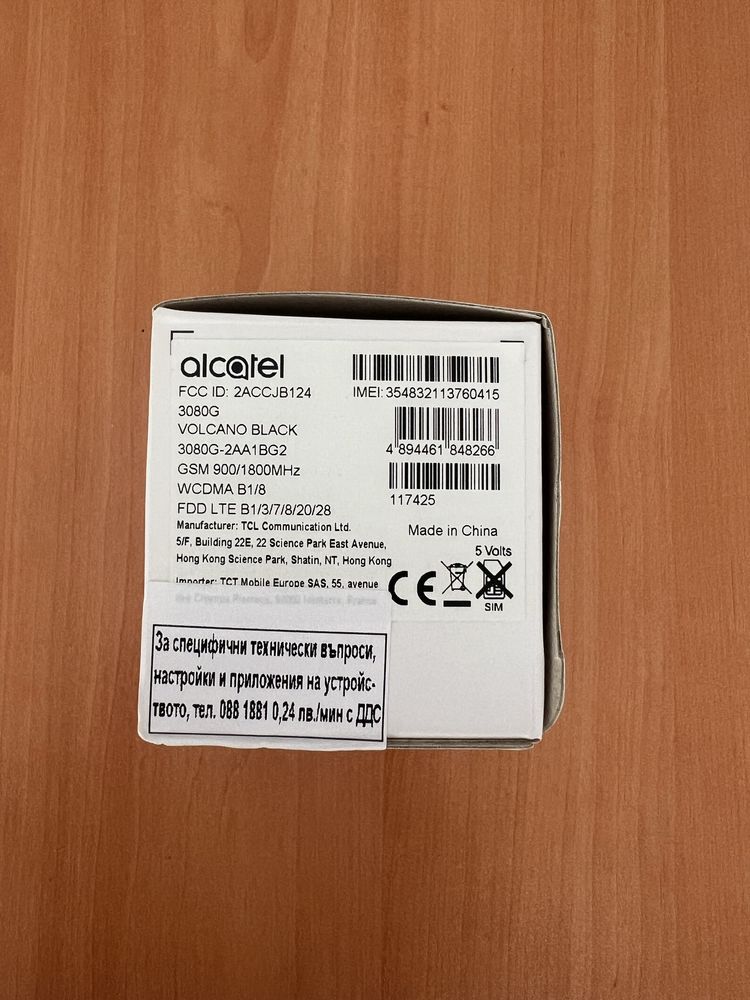 alcatel
FCC ID: 2ACCJB124
3080G
VOLCANO BLACK
3080G-2AA1BG2
GSM 900/1800MHz
WCDMA B1/8
FDD LTE B1/3/7/8/20/28
Manufacturer: TCL Communication Ltd.
5/F, Building 22E, 22 Science Park East Avenue,
Hong Kong Science Park, Shatin, NT, Hong Kong
Importer: TCT Mobile Europe SAS, 55, avenue
IMEI: 354832113760415
4 894461 848266
117425
Made in China
5 Volts
CE
SIM
За специфични технически въпроси,
настройки и приложения на устройс-
твото, тел. 088 1881 0,24 лв./мин с ДДС